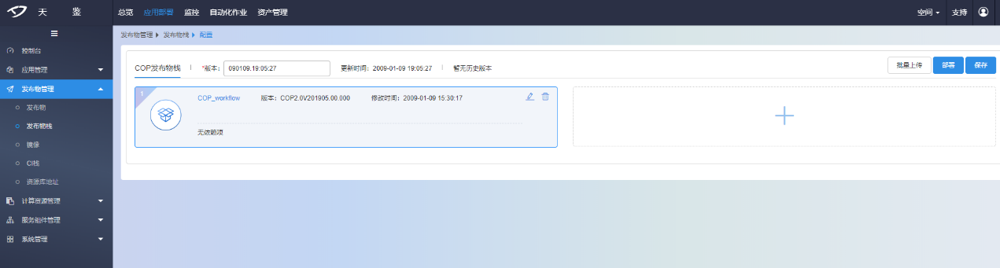 天 鉴 总览 应用部署 监控 自动化作业 资产管理 空间 支持
发布物管理 发布物栈 配置
控制台
应用管理
发布物管理
发布物
发布物栈
镜像
CI栈
资源库地址
计算资源管理
服务组件管理
系统管理
COP发布物栈 *版本: 090109.19:05:27 更新时间: 2009-01-09 19:05:27 暂无历史版本 批量上传 部署 保存
1
COP_workflow 版本: COP2.0V201905.00.000 修改时间: 2009-01-09 15:30:17
无依赖项